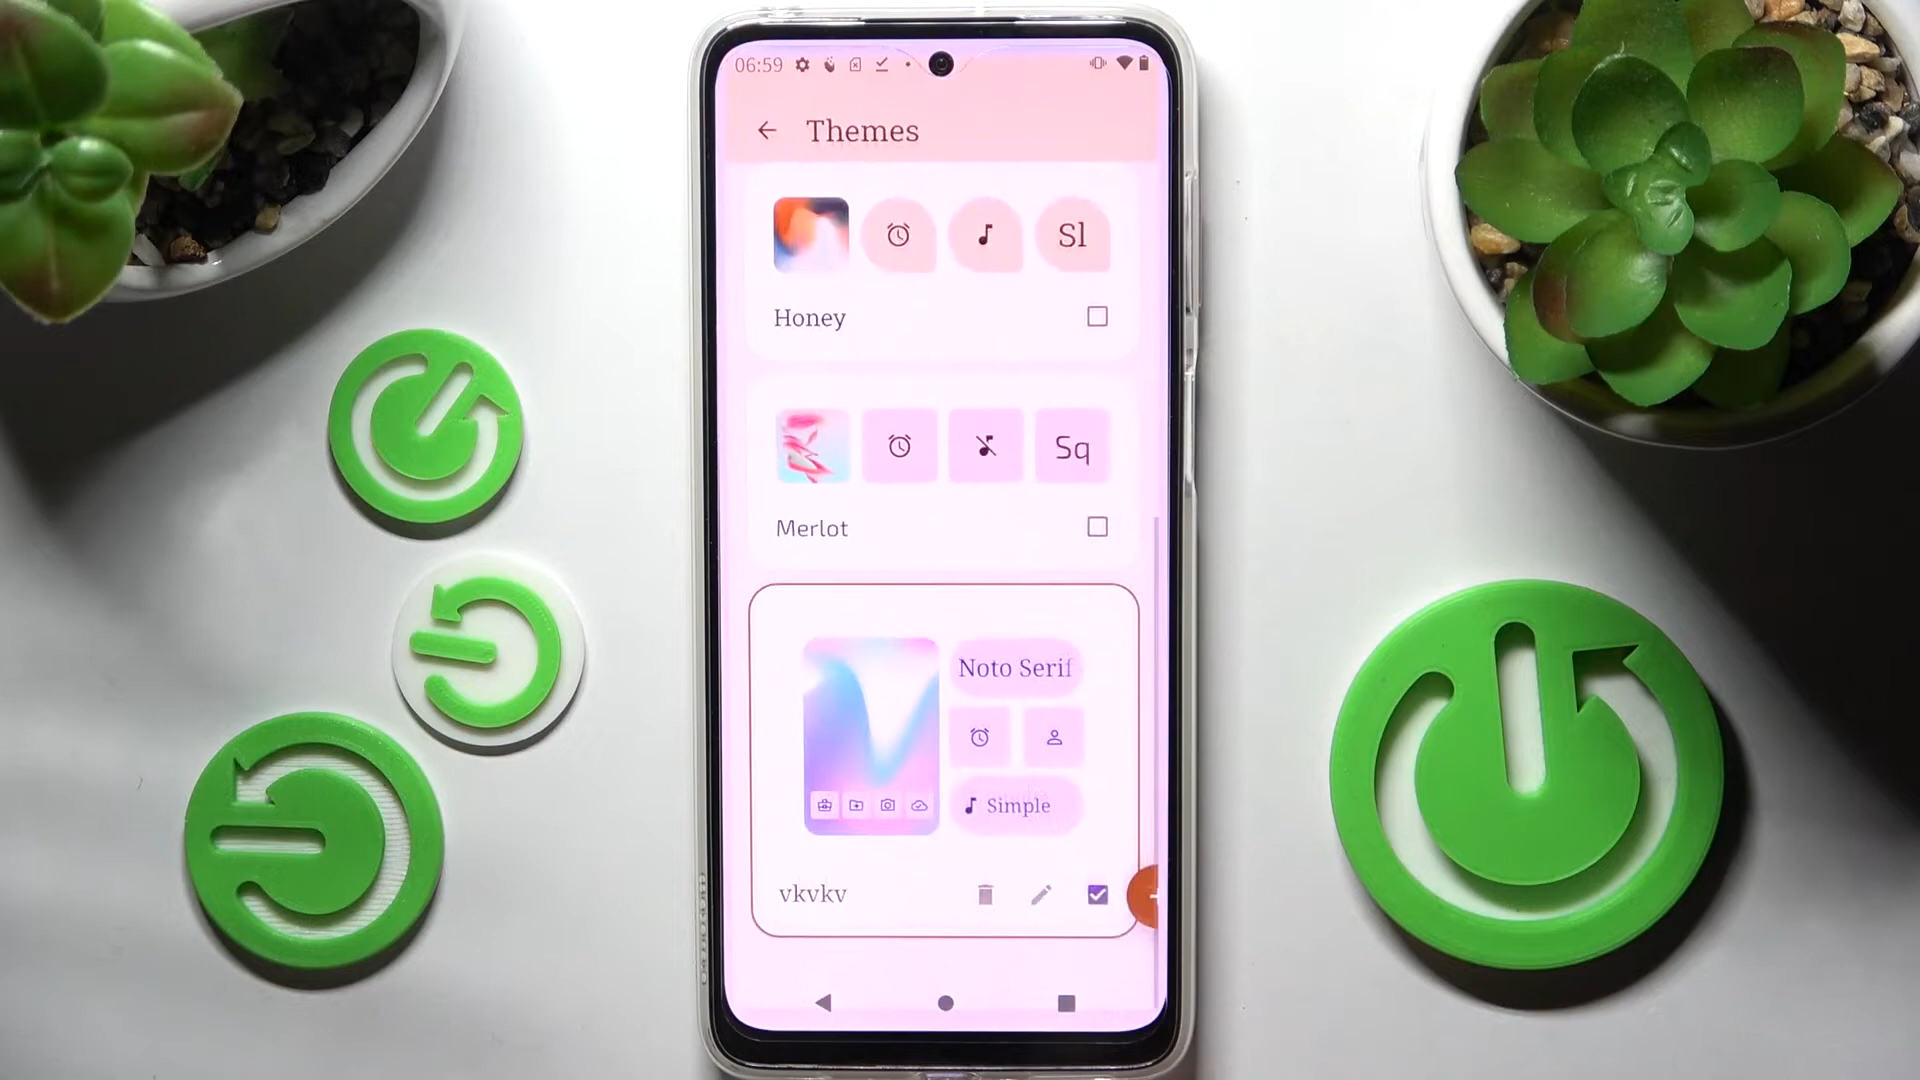 06:59
Themes
Sl
Honey
Sq
Merlot
Noto Serif
Simple
vkvkv